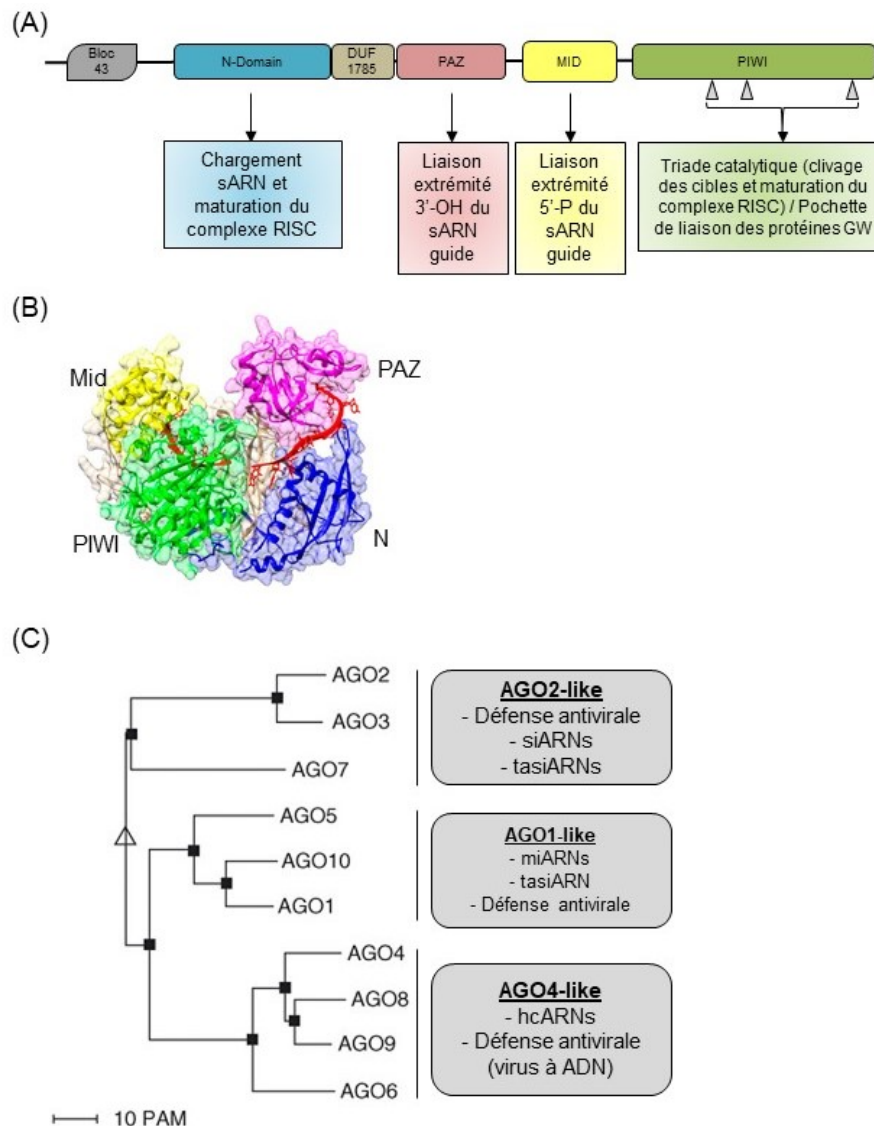 (A)
Bloc
43
N-Domain
DUF
1785
PAZ
MID
PIWI
Chargement
sARN et
maturation du
complexe RISC
Liaison
extrémité
3'-OH du
sARN
guide
Liaison
extrémité
5'-P du
sARN
guide
Triade catalytique (clivage
des cibles et maturation du
complexe RISC) / Pochette
de liaison des protéines GW
(B)
Mid
PAZ
PIWI
N
(C)
AGO2
AGO3
AGO7
AGO5
AGO10
AGO1
AGO4
AGO8
AGO9
AGO6
AGO2-like
- Défense antivirale
- siARNs
- tasiARNs
AGO1-like
- miARNs
- tasiARN
- Défense antivirale
AGO4-like
- hcARNs
- Défense antivirale
(virus à ADN)
10 PAM